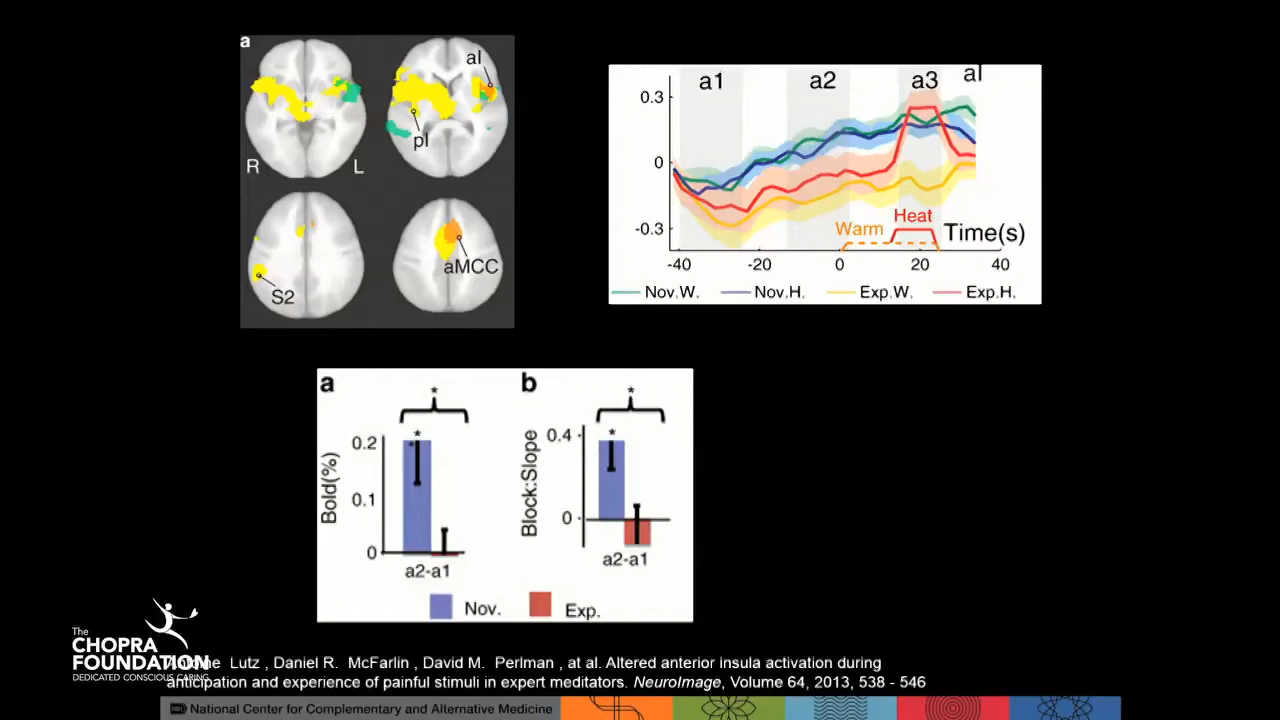 a
aI
pI
R
L
S2
aMCC
a1
a2
a3
aI
0.3
0
-0.3
Warm
Heat
Time(s)
-40
-20
0
20
40
Nov.W.
Nov.H.
Exp.W.
Exp.H.
a
*
*
*
Bold(%)
0.2
0.1
0
a2-a1
b
*
*
Block:Slope
0.4
0
a2-a1
Nov.
Exp.
The
CHOPRA
FOUNDATION
DEDICATED CONSCIOUS CARING
Lutz , Daniel R. McFarlin , David M. Perlman , at al. Altered anterior insula activation during
anticipation and experience of painful stimuli in expert meditators. NeuroImage, Volume 64, 2013, 538 - 546
NIH National Center for Complementary and Alternative Medicine